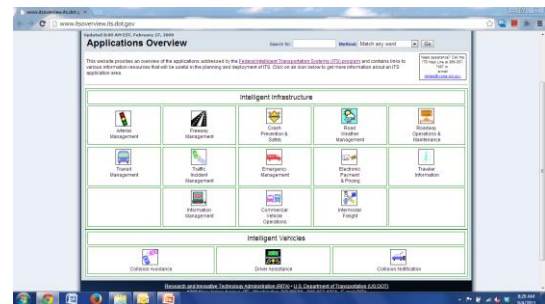 www.itsoverview.its.dot.gov
Applications Overview
Search for:
Method: Match any word
Go
This website provides an overview of the applications addressed by the Federal Intelligent Transportation Systems (ITS) program and contains links to
various information resources that will be useful in the planning and deployment of ITS. Click on an icon below to get more information about an ITS
application area.
Intelligent Infrastructure
Arterial
Management
Freeway
Management
Crash
Prevention &
Safety
Road
Weather
Management
Roadway
Operations &
Maintenance
Transit
Management
Traffic
Incident
Management
Emergency
Management
Electronic
Payment
& Pricing
Traveler
Information
Information
Management
Commercial
Vehicle
Operations
Intermodal
Freight
Intelligent Vehicles
Collision Avoidance
Driver Assistance
Collision Notification
Research and Innovative Technology Administration (RITA) • U.S. Department of Transportation (US DOT)